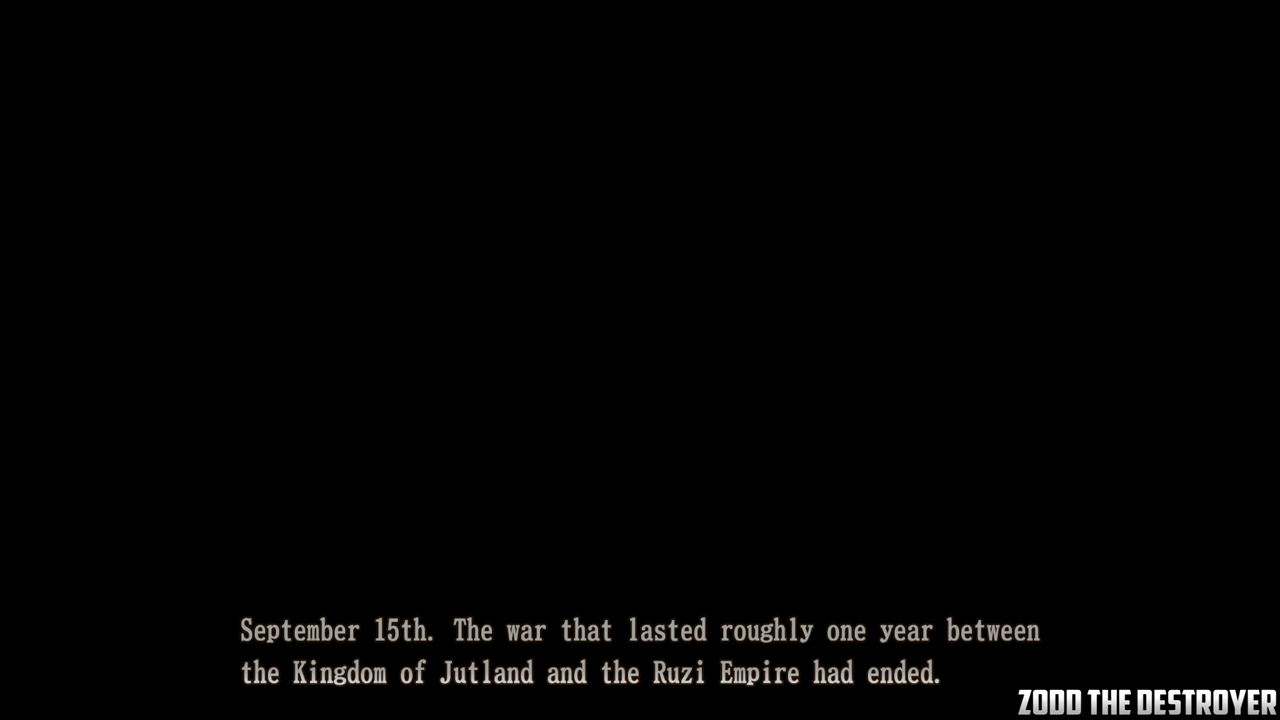 September 15th. The war that lasted roughly one year between
the Kingdom of Jutland and the Ruzi Empire had ended.
ZODD THE DESTROYER